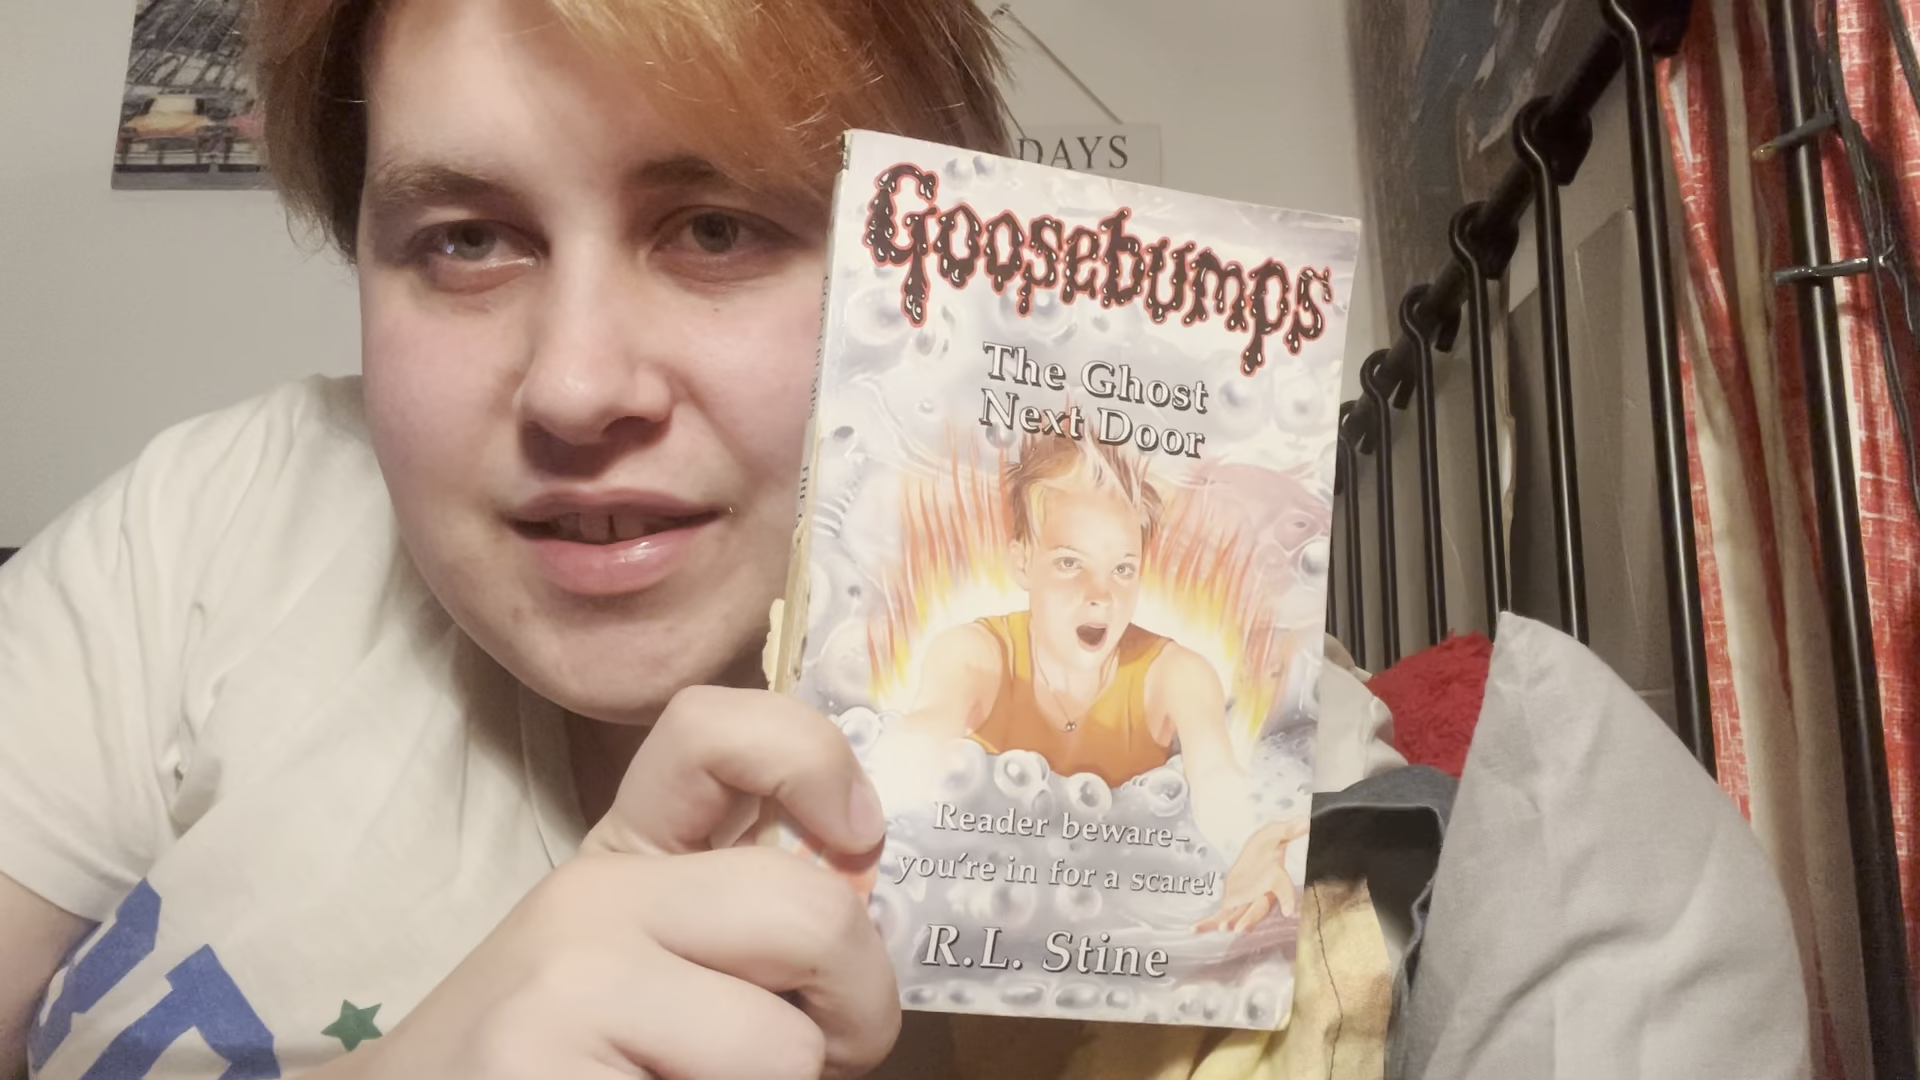 DAYS
Goosebumps
The Ghost
Next Door
Reader beware–
you're in for a scare!
R.L. Stine